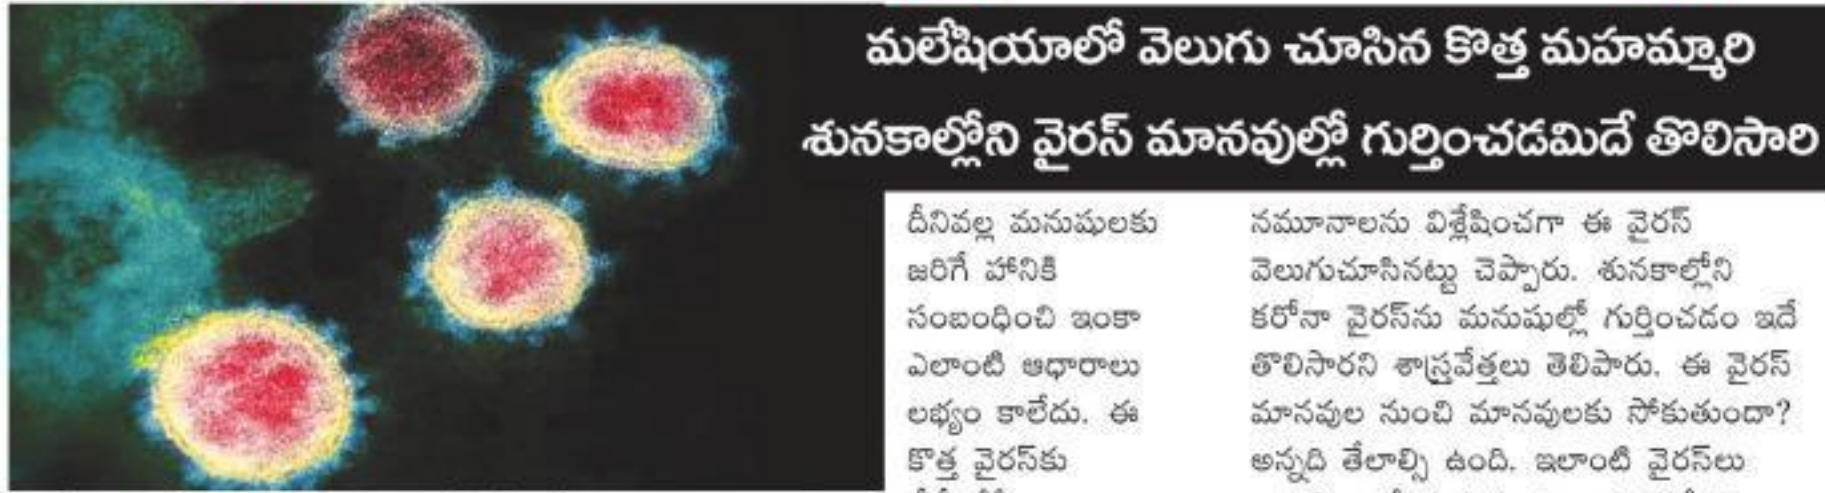 మలేషియాలో వెలుగు చూసిన కొత్త మహమ్మారి
శునకాల్లోని వైరస్ మానవుల్లో గుర్తించడమిదే తొలిసారి
దీనివల్ల మనుషులకు
జరిగే హానికి
సంబంధించి ఇంకా
ఎలాంటి ఆధారాలు
లభ్యం కాలేదు. ఈ
కొత్త వైరస్‌కు
నమూనాలను విశ్లేషించగా ఈ వైరస్
వెలుగుచూసినట్టు చెప్పారు. శునకాల్లోని
కరోనా వైరస్‌ను మనుషుల్లో గుర్తించడం ఇదే
తొలిసారని శాస్త్రవేత్తలు తెలిపారు. ఈ వైరస్
మానవుల నుంచి మానవులకు సోకుతుందా?
అన్నది తేలాల్సి ఉంది. ఇలాంటి వైరస్‌లు